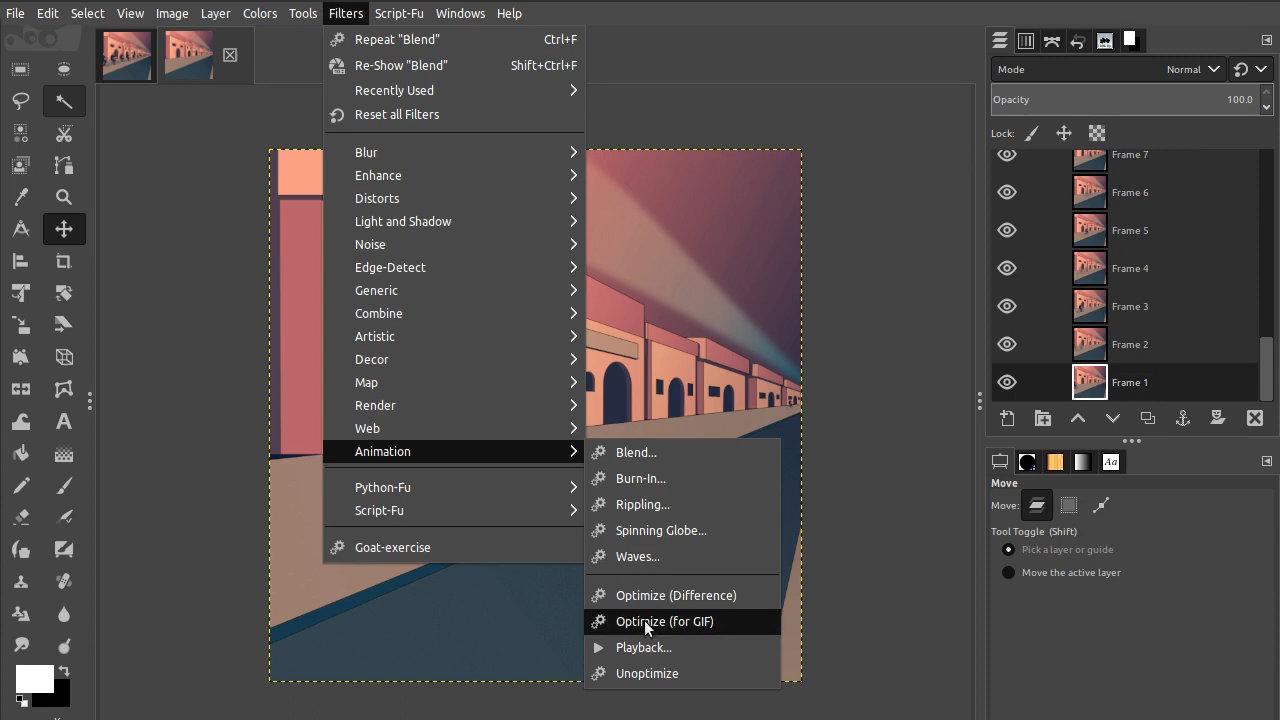 File Edit Select View Image Layer Colors Tools Filters Script-Fu Windows Help
Repeat "Blend" Ctrl+F
Re-Show "Blend" Shift+Ctrl+F
Recently Used
Reset all Filters
Blur
Enhance
Distorts
Light and Shadow
Noise
Edge-Detect
Generic
Combine
Artistic
Decor
Map
Render
Web
Animation
Python-Fu
Script-Fu
Goat-exercise
Blend...
Burn-In...
Rippling...
Spinning Globe...
Waves...
Optimize (Difference)
Optimize (for GIF)
Playback...
Unoptimize
Mode Normal
Opacity 100.0
Lock:
Frame 7
Frame 6
Frame 5
Frame 4
Frame 3
Frame 2
Frame 1
Aa
Move
Move:
Tool Toggle (Shift)
Pick a layer or guide
Move the active layer